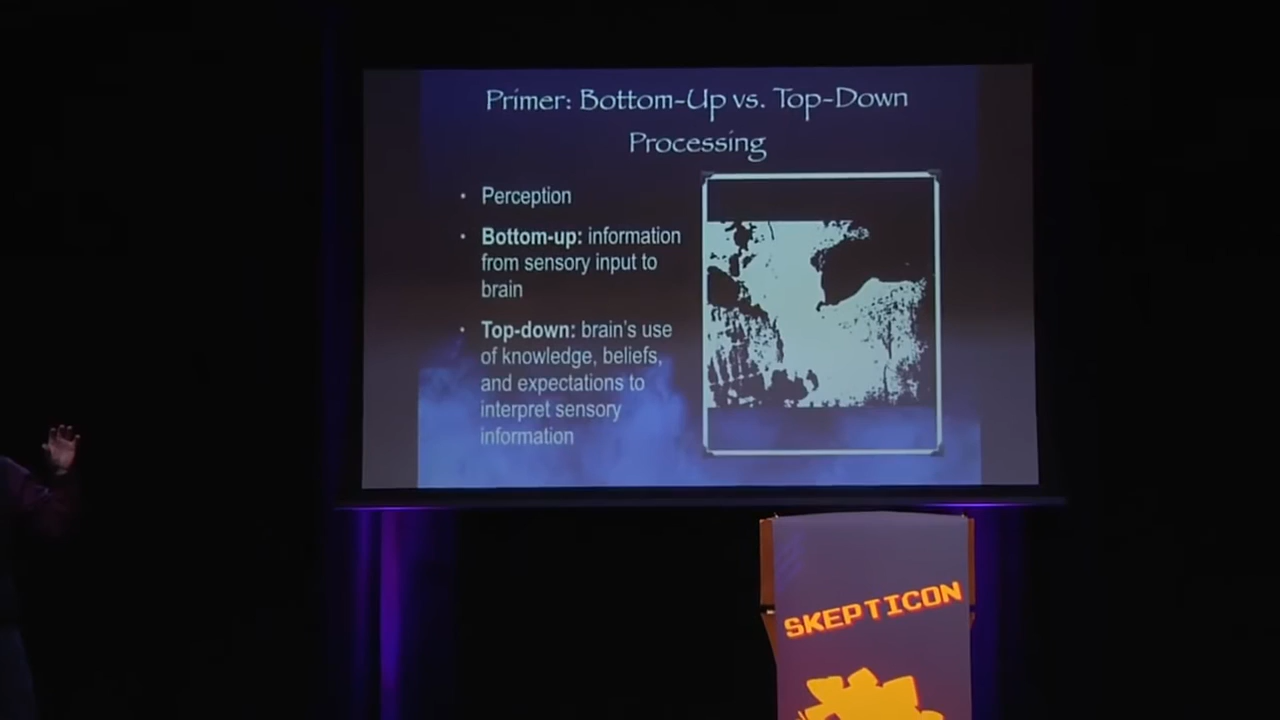 Primer: Bottom-Up vs. Top-Down
Processing
• Perception
• Bottom-up: information
from sensory input to
brain
• Top-down: brain's use
of knowledge, beliefs,
and expectations to
interpret sensory
information
SKEPTICON